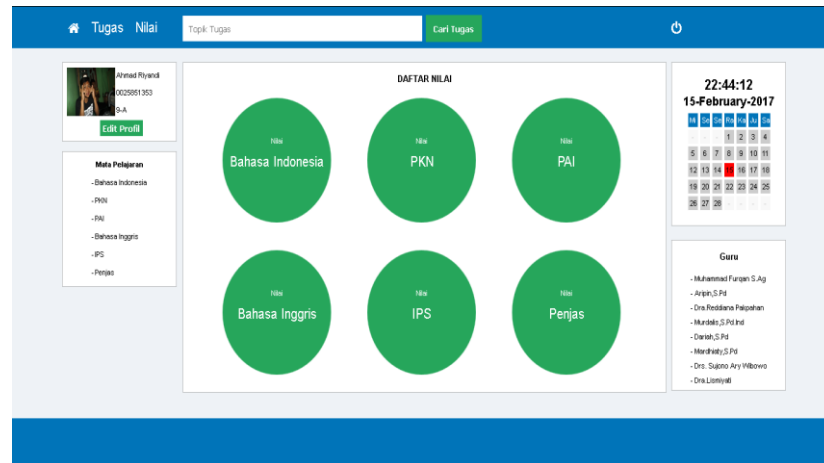 Tugas Nilai
Topik Tugas
Cari Tugas
Ahmad Riyandi
0025851353
9-A
Edit Profil
Mata Pelajaran
- Bahasa Indonesia
- PKN
- PAI
- Bahasa Inggris
- IPS
- Penjas
DAFTAR NILAI
Nilai
Bahasa Indonesia
Nilai
PKN
Nilai
PAI
Nilai
Bahasa Inggris
Nilai
IPS
Nilai
Penjas
22:44:12
15-February-2017
Mi Se Se Ra Ka Ju Sa
- - - 1 2 3 4
5 6 7 8 9 10 11
12 13 14 15 16 17 18
19 20 21 22 23 24 25
26 27 28 - - - -
Guru
- Muhammad Furqan S.Ag
- Aripin,S.Pd
- Dra.Reddiana Pakpahan
- Murdalis,S.Pd.Ind
- Dariah,S.Pd
- Mardhiaty,S.Pd
- Drs. Sujono Ary Wibowo
- Dra.Lismiyati